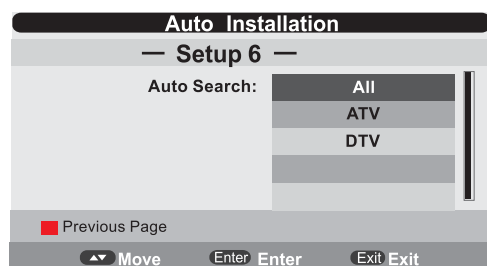 Auto Installation
— Setup 6 —
Auto Search: All
ATV
DTV
Previous Page
Move Enter Enter Exit Exit